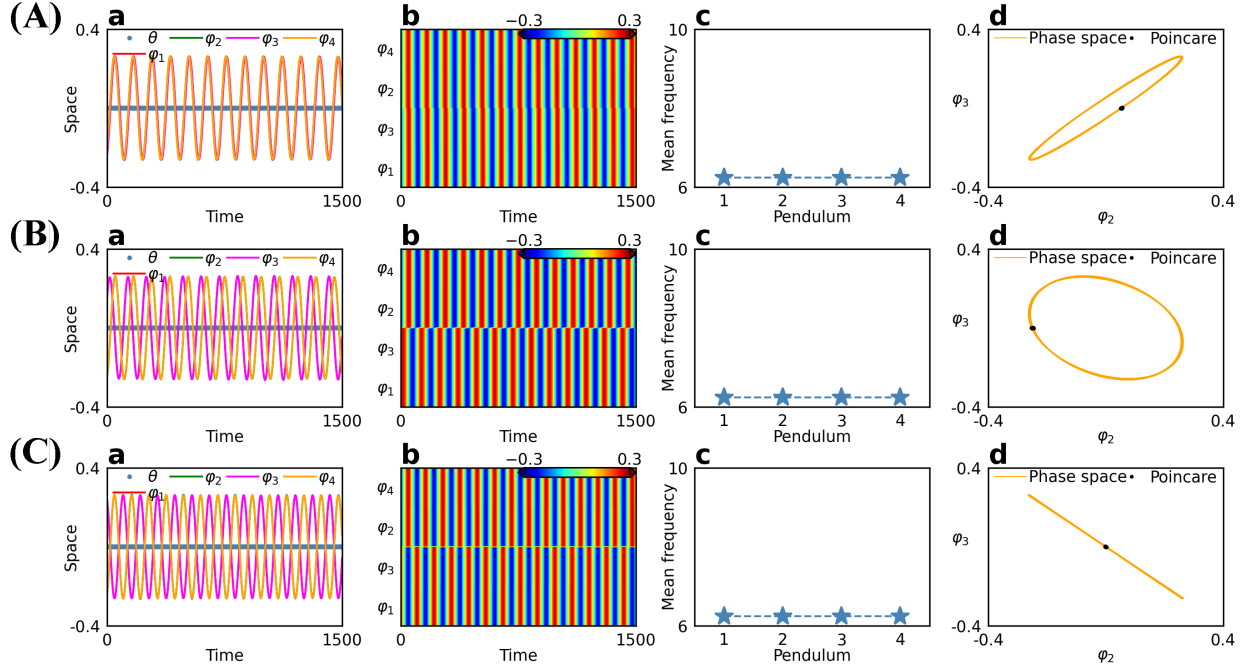 (A)
a
0.4
θ φ2 φ3 φ4
φ1
Space
-0.4
0 1500
Time
b
−0.3 0.3
φ4
φ2
φ3
φ1
0 1500
Time
c
10
Mean frequency
6
1 2 3 4
Pendulum
d
0.4
Phase space Poincare
φ3
-0.4
-0.4 0.4
φ2
(B)
a
0.4
θ φ2 φ3 φ4
φ1
Space
-0.4
0 1500
Time
b
−0.3 0.3
φ4
φ2
φ3
φ1
0 1500
Time
c
10
Mean frequency
6
1 2 3 4
Pendulum
d
0.4
Phase space Poincare
φ3
-0.4
-0.4 0.4
φ2
(C)
a
0.4
θ φ2 φ3 φ4
φ1
Space
-0.4
0 1500
Time
b
−0.3 0.3
φ4
φ2
φ3
φ1
0 1500
Time
c
10
Mean frequency
6
1 2 3 4
Pendulum
d
0.4
Phase space Poincare
φ3
-0.4
-0.4 0.4
φ2